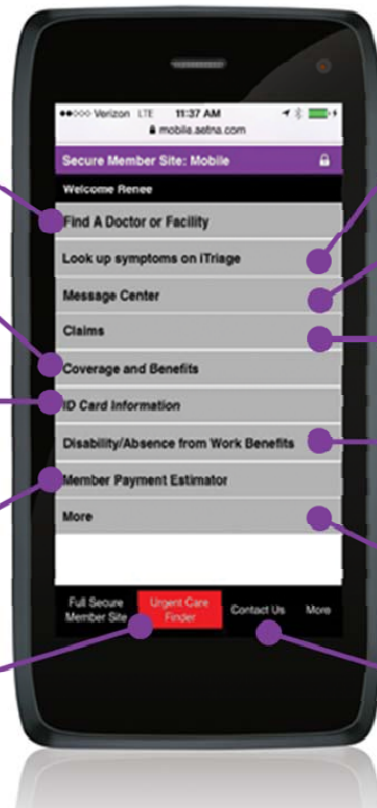 Verizon LTE 11:37 AM
mobile.aetna.com
Secure Member Site: Mobile
Welcome Renee
Find A Doctor or Facility
Look up symptoms on iTriage
Message Center
Claims
Coverage and Benefits
ID Card Information
Disability/Absence from Work Benefits
Member Payment Estimator
More
Full Secure
Member Site
Urgent Care
Finder
Contact Us
More